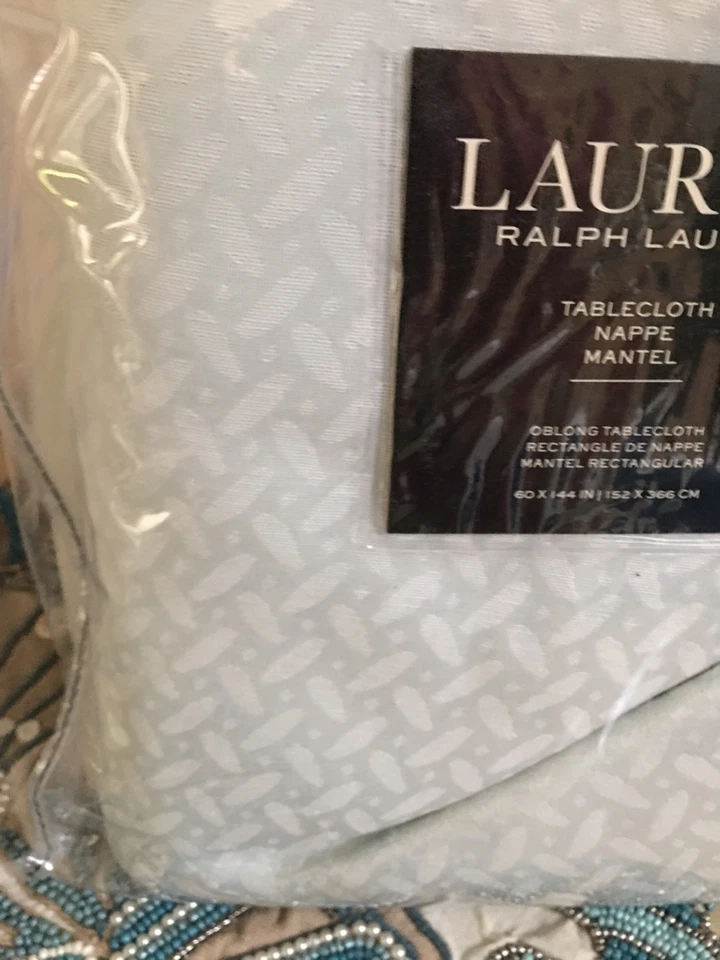 LAUR
RALPH LAU
TABLECLOTH
NAPPE
MANTEL
OBLONG TABLECLOTH
RECTANGLE DE NAPPE
MANTEL RECTANGULAR
60 X 144 IN | 152 X 366 CM